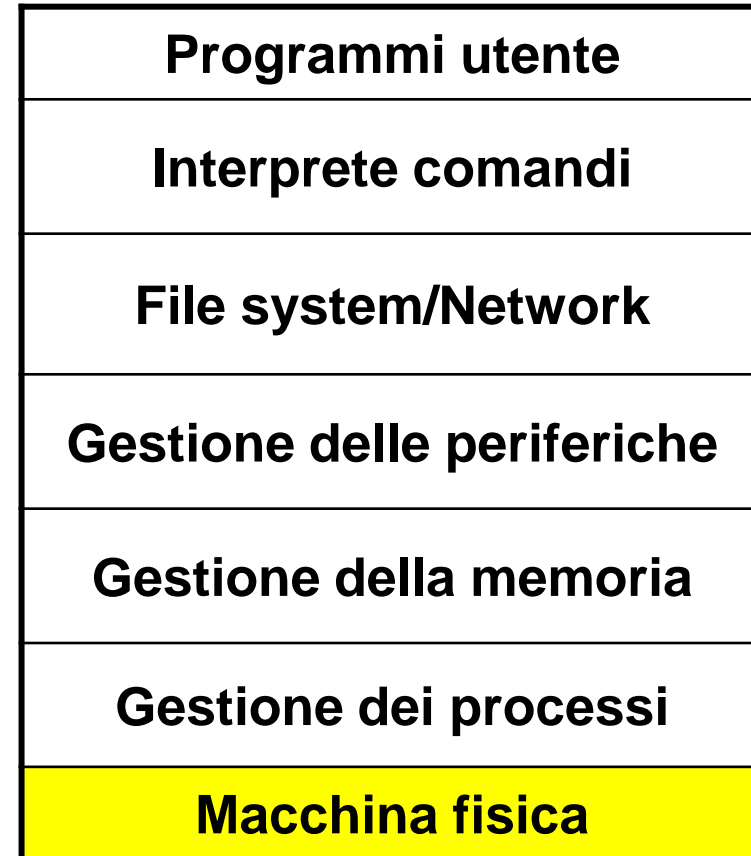 Programmi utente
Interprete comandi
File system/Network
Gestione delle periferiche
Gestione della memoria
Gestione dei processi
Macchina fisica